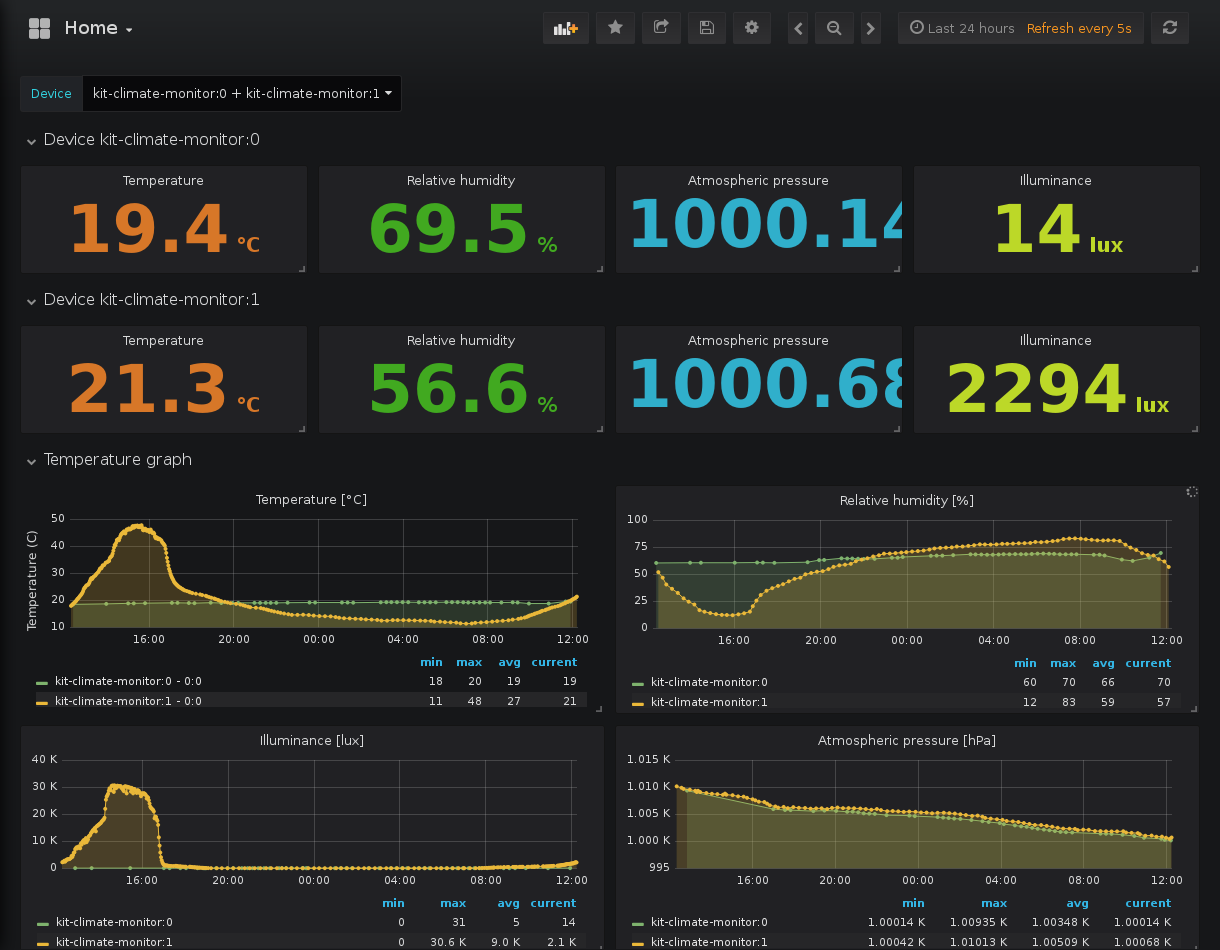 Home
Last 24 hours Refresh every 5s
Device kit-climate-monitor:0 + kit-climate-monitor:1
Device kit-climate-monitor:0
Temperature Relative humidity Atmospheric pressure Illuminance
19.4 °C 69.5 % 1000.14 14 lux
Device kit-climate-monitor:1
Temperature Relative humidity Atmospheric pressure Illuminance
21.3 °C 56.6 % 1000.68 2294 lux
Temperature graph
Temperature [°C]
Temperature (C)
50
40
30
20
10
16:00 20:00 00:00 04:00 08:00 12:00
min max avg current
kit-climate-monitor:0 - 0:0 18 20 19 19
kit-climate-monitor:1 - 0:0 11 48 27 21
Relative humidity [%]
100
75
50
25
0
16:00 20:00 00:00 04:00 08:00 12:00
min max avg current
kit-climate-monitor:0 60 70 66 70
kit-climate-monitor:1 12 83 59 57
Illuminance [lux]
40 K
30 K
20 K
10 K
0
16:00 20:00 00:00 04:00 08:00 12:00
min max avg current
kit-climate-monitor:0 0 31 5 14
kit-climate-monitor:1 0 30.6 K 9.0 K 2.1 K
Atmospheric pressure [hPa]
1.015 K
1.010 K
1.005 K
1.000 K
995
16:00 20:00 00:00 04:00 08:00 12:00
min max avg current
kit-climate-monitor:0 1.00014 K 1.00935 K 1.00348 K 1.00014 K
kit-climate-monitor:1 1.00042 K 1.01013 K 1.00509 K 1.00068 K